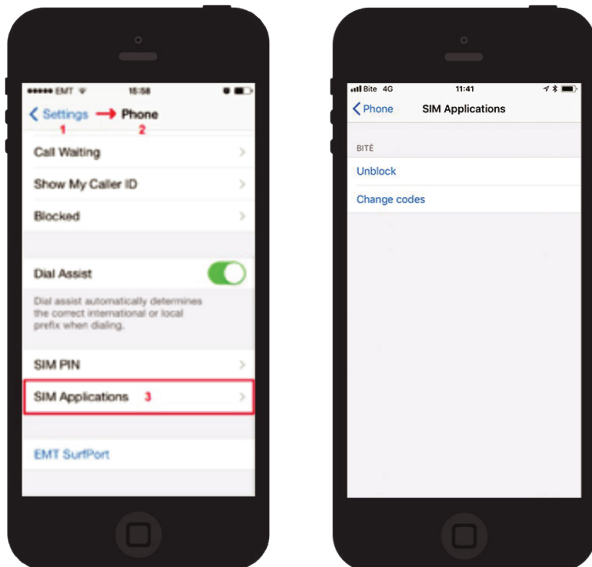 EMT 15:58
Settings → Phone
1 2
Call Waiting
Show My Caller ID
Blocked
Dial Assist
Dial assist automatically determines
the correct international or local
prefix when dialing.
SIM PIN
SIM Applications 3
EMT SurfPort
Bite 4G 11:41
Phone SIM Applications
BITĖ
Unblock
Change codes